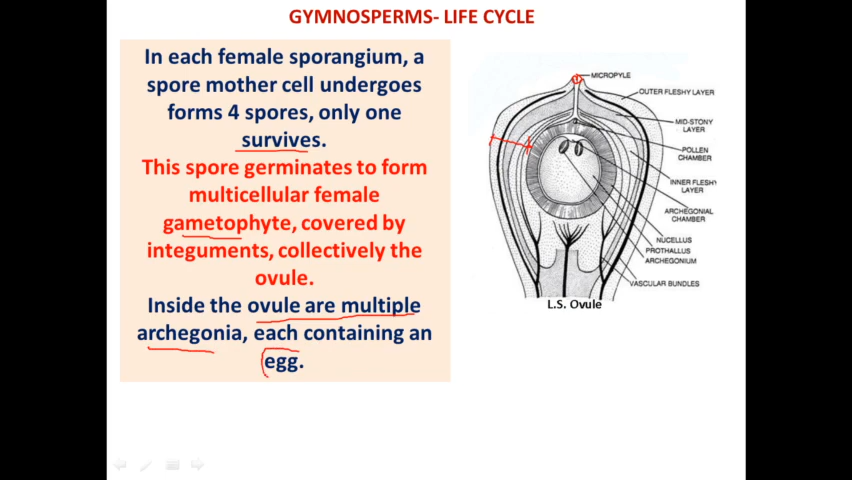 GYMNOSPERMS- LIFE CYCLE
In each female sporangium, a
spore mother cell undergoes
forms 4 spores, only one
survives.
This spore germinates to form
multicellular female
gametophyte, covered by
integuments, collectively the
ovule.
Inside the ovule are multiple
archegonia, each containing an
egg.
MICROPYLE
OUTER FLESHY LAYER
MID-STONY
LAYER
POLLEN
CHAMBER
INNER FLESHY
LAYER
ARCHEGONIAL
CHAMBER
NUCELLUS
PROTHALLUS
ARCHEGONIUM
VASCULAR BUNDLES
L.S. Ovule